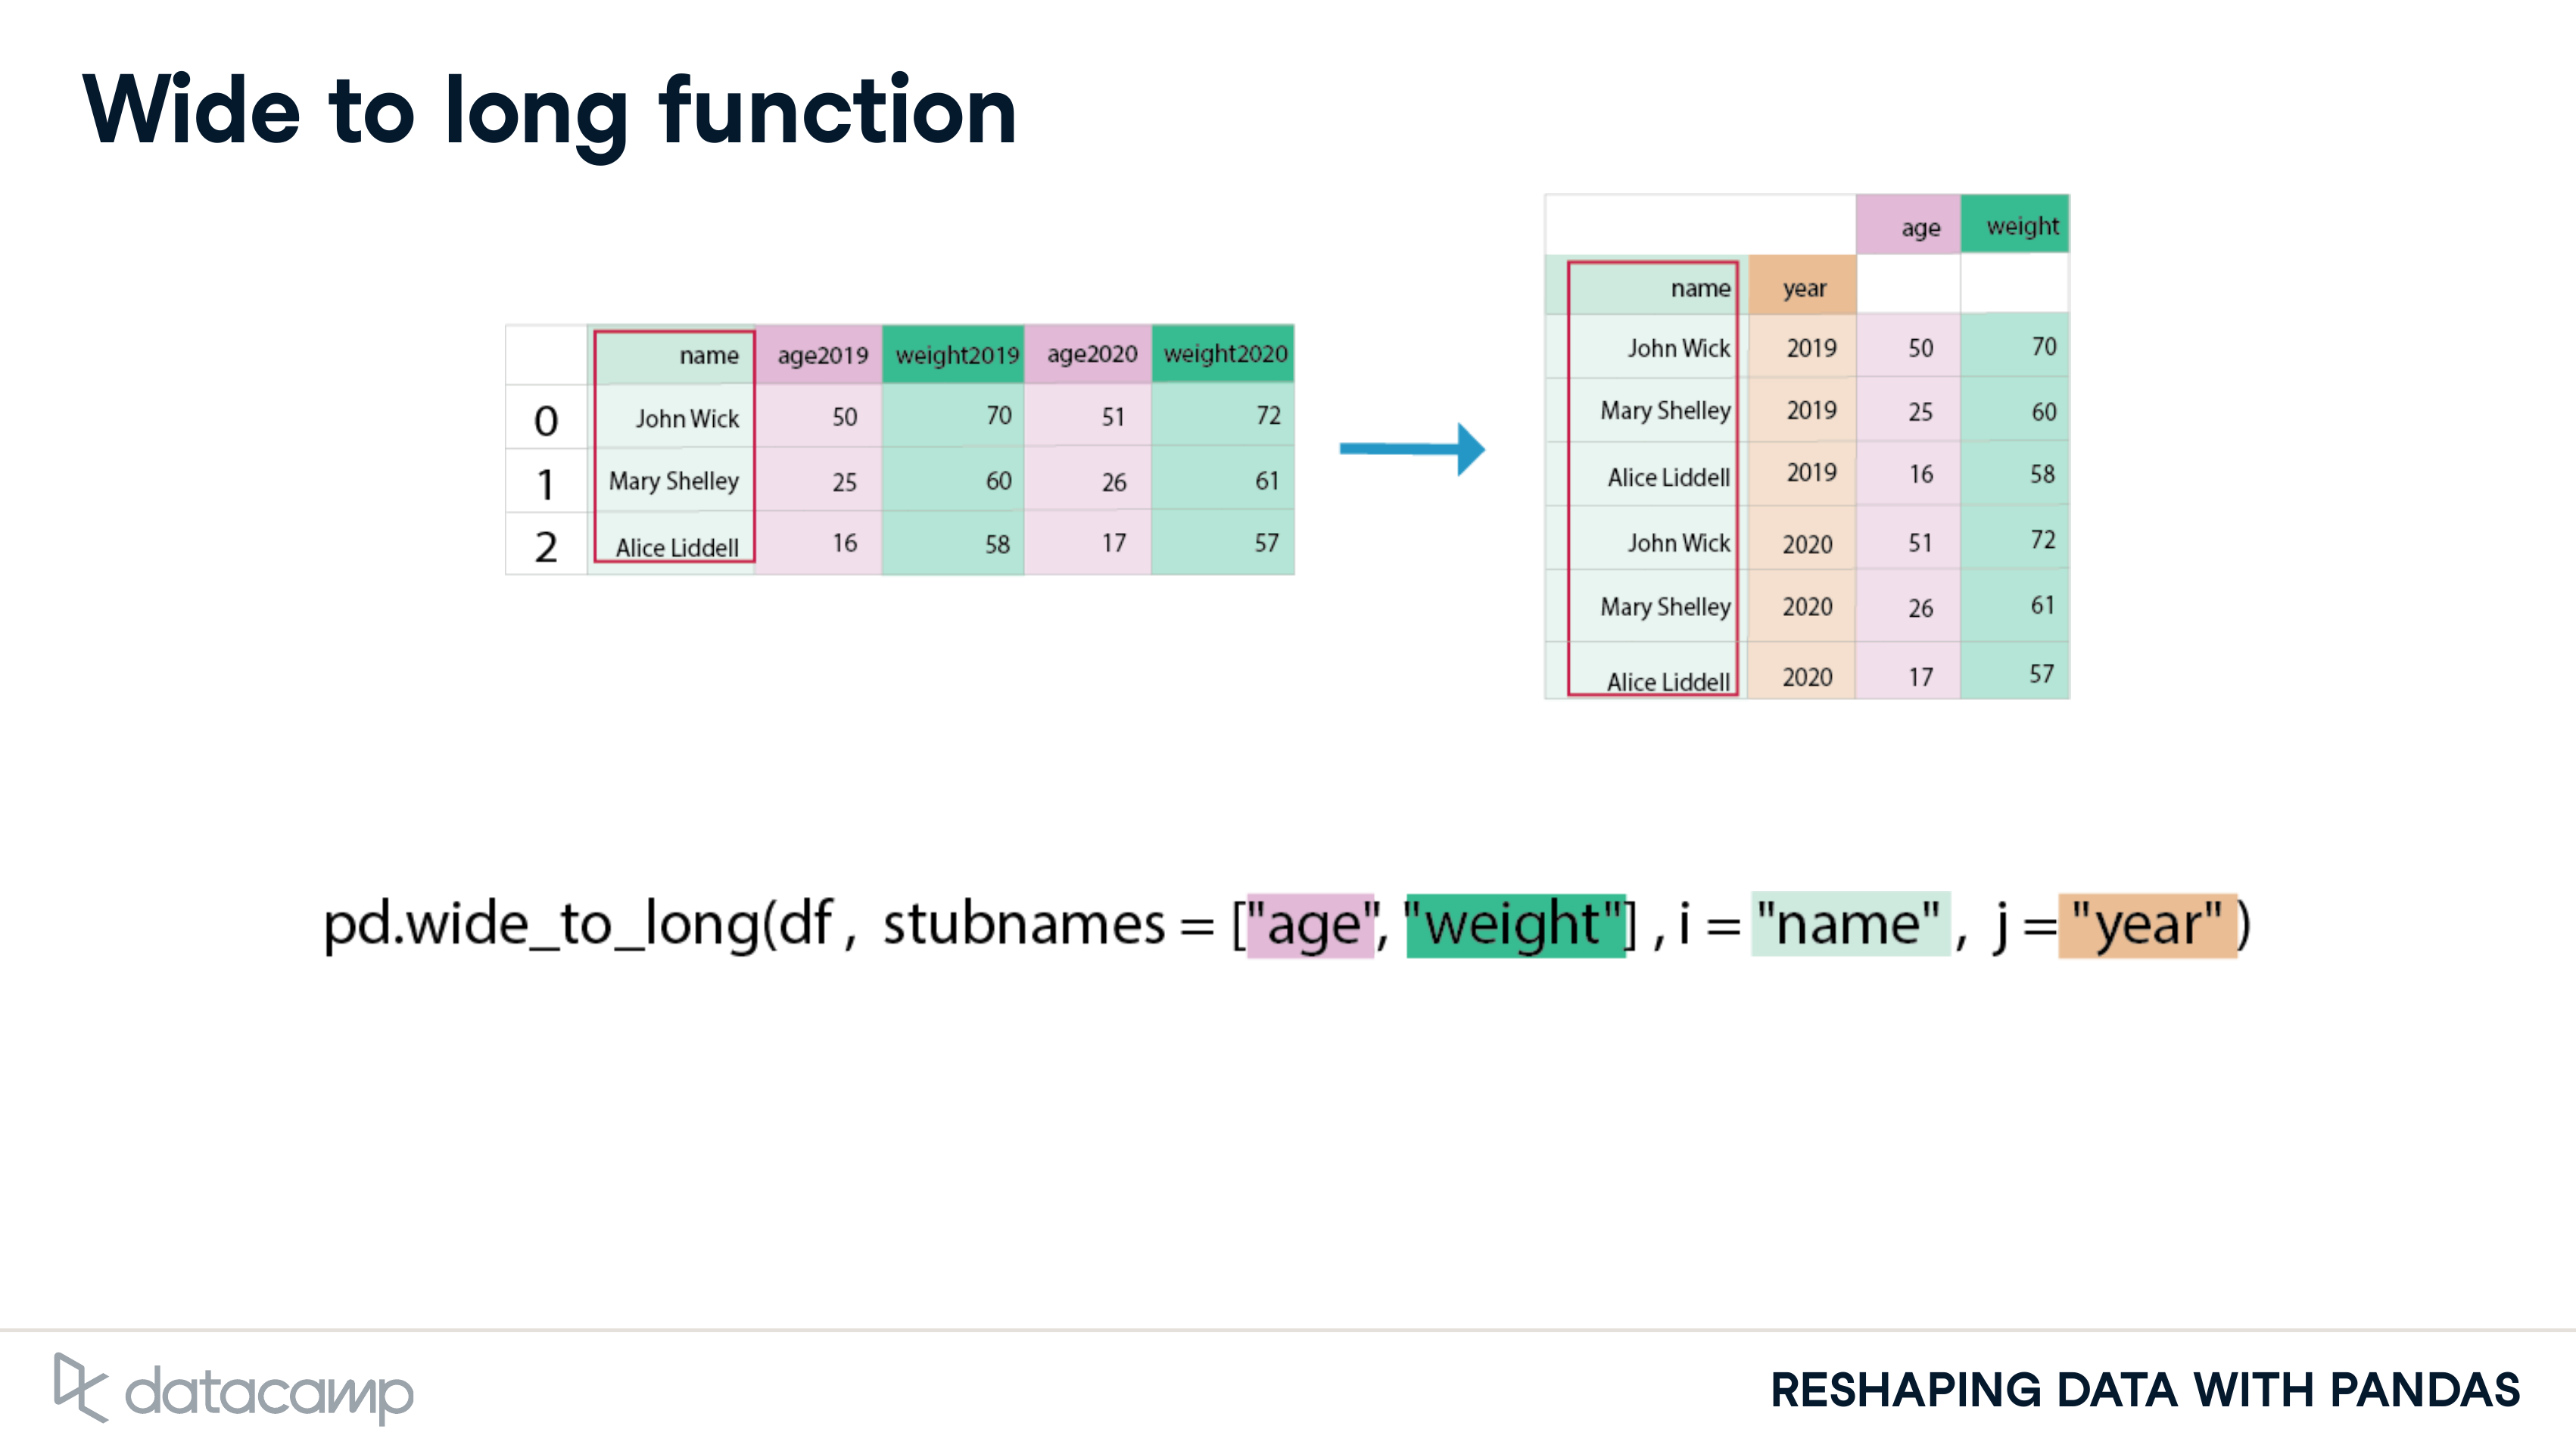 Wide to long function
name age2019 weight2019 age2020 weight2020
0 John Wick 50 70 51 72
1 Mary Shelley 25 60 26 61
2 Alice Liddell 16 58 17 57
age weight
name year
John Wick 2019 50 70
Mary Shelley 2019 25 60
Alice Liddell 2019 16 58
John Wick 2020 51 72
Mary Shelley 2020 26 61
Alice Liddell 2020 17 57
pd.wide_to_long(df, stubnames = ["age", "weight"], i = "name", j = "year")
datacamp
RESHAPING DATA WITH PANDAS